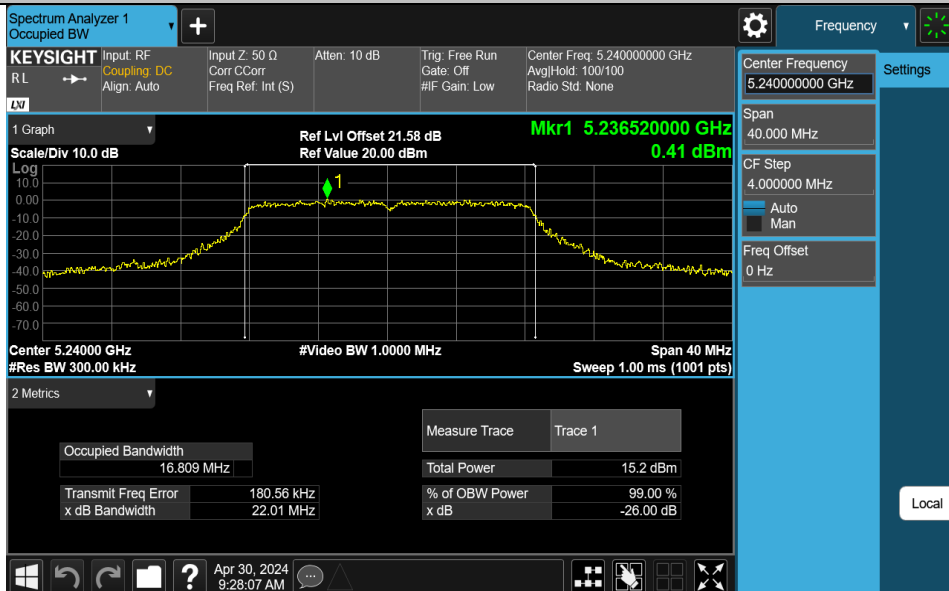 Spectrum Analyzer 1
Occupied BW
+
Frequency
KEYSIGHT
RL
LXI
Input: RF
Coupling: DC
Align: Auto
Input Z: 50 Ω
Corr CCorr
Freq Ref: Int (S)
Atten: 10 dB
Trig: Free Run
Gate: Off
#IF Gain: Low
Center Freq: 5.240000000 GHz
Avg|Hold: 100/100
Radio Std: None
1 Graph
Scale/Div 10.0 dB
Ref Lvl Offset 21.58 dB
Ref Value 20.00 dBm
Mkr1 5.236520000 GHz
0.41 dBm
Log
10.0
0.00
-10.0
-20.0
-30.0
-40.0
-50.0
-60.0
-70.0
1
Center 5.24000 GHz
#Res BW 300.00 kHz
#Video BW 1.0000 MHz
Span 40 MHz
Sweep 1.00 ms (1001 pts)
2 Metrics
Occupied Bandwidth
16.809 MHz
Transmit Freq Error 180.56 kHz
x dB Bandwidth 22.01 MHz
Measure Trace Trace 1
Total Power 15.2 dBm
% of OBW Power 99.00 %
x dB -26.00 dB
Center Frequency
5.240000000 GHz
Span
40.000 MHz
CF Step
4.000000 MHz
Auto
Man
Freq Offset
0 Hz
Settings
Local
?
Apr 30, 2024
9:28:07 AM